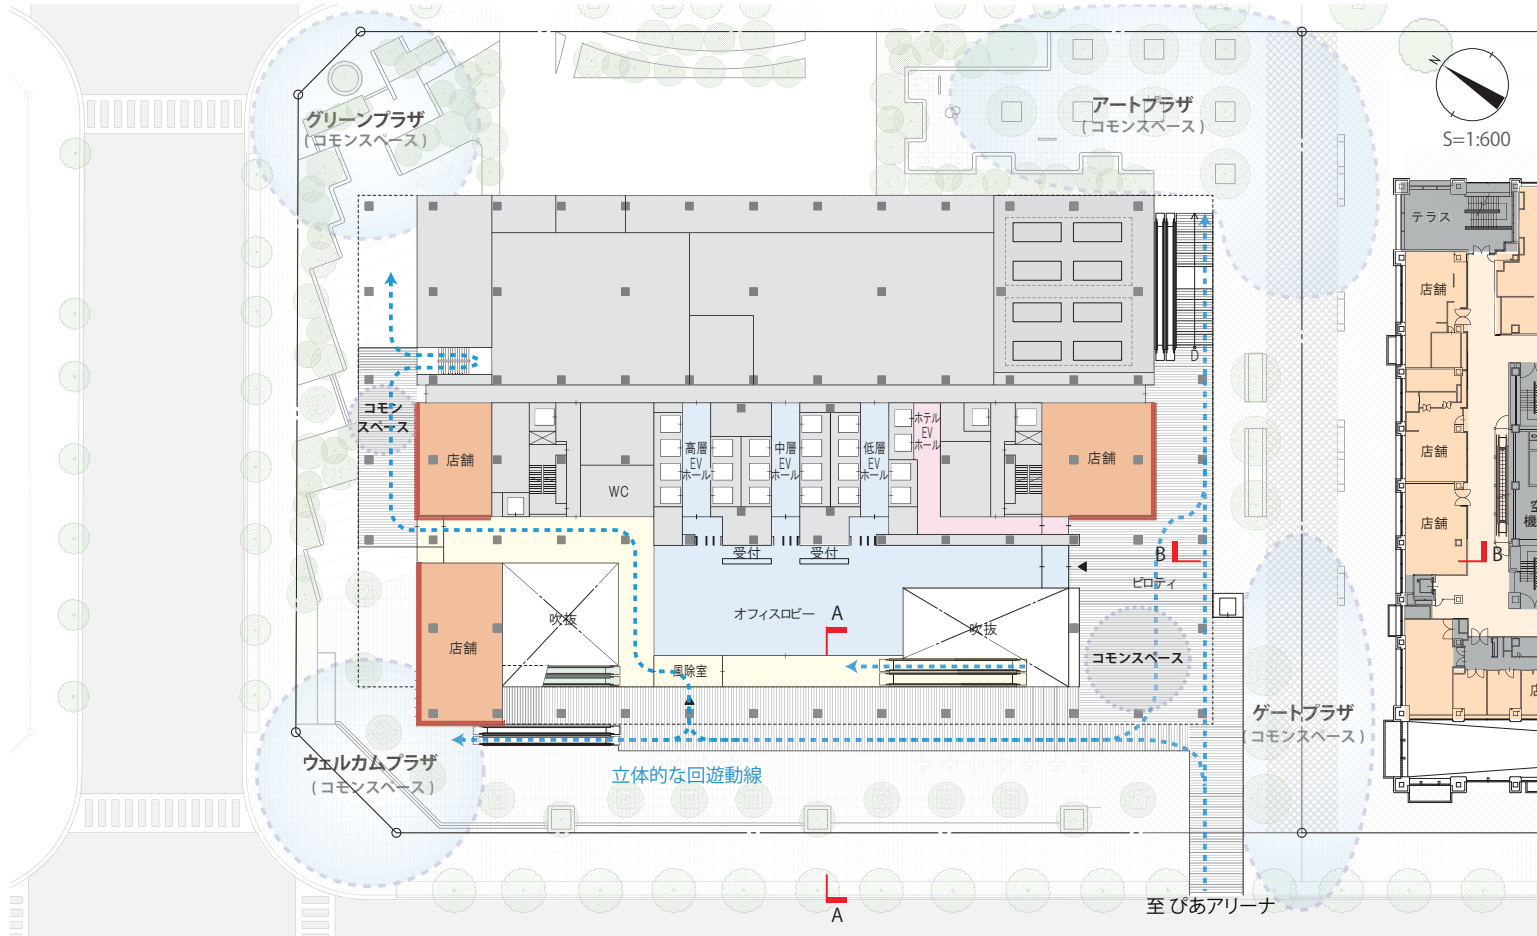 グリーンプラザ
( コモンスペース )
アートプラザ
( コモンスペース )
N
S=1:600
テラス
店舗
店舗
店舗
D
コモン
スペース
店舗
WC
高層
EV
ホール
中層
EV
ホール
低層
EV
ホール
ホテル
EV
ホール
店舗
受付
受付
B
B
ピロティ
オフィスロビー
A
吹抜
吹抜
店舗
風除室
コモンスペース
ゲートプラザ
( コモンスペース )
ウェルカムプラザ
( コモンスペース )
立体的な回遊動線
至 ぴあアリーナ
A